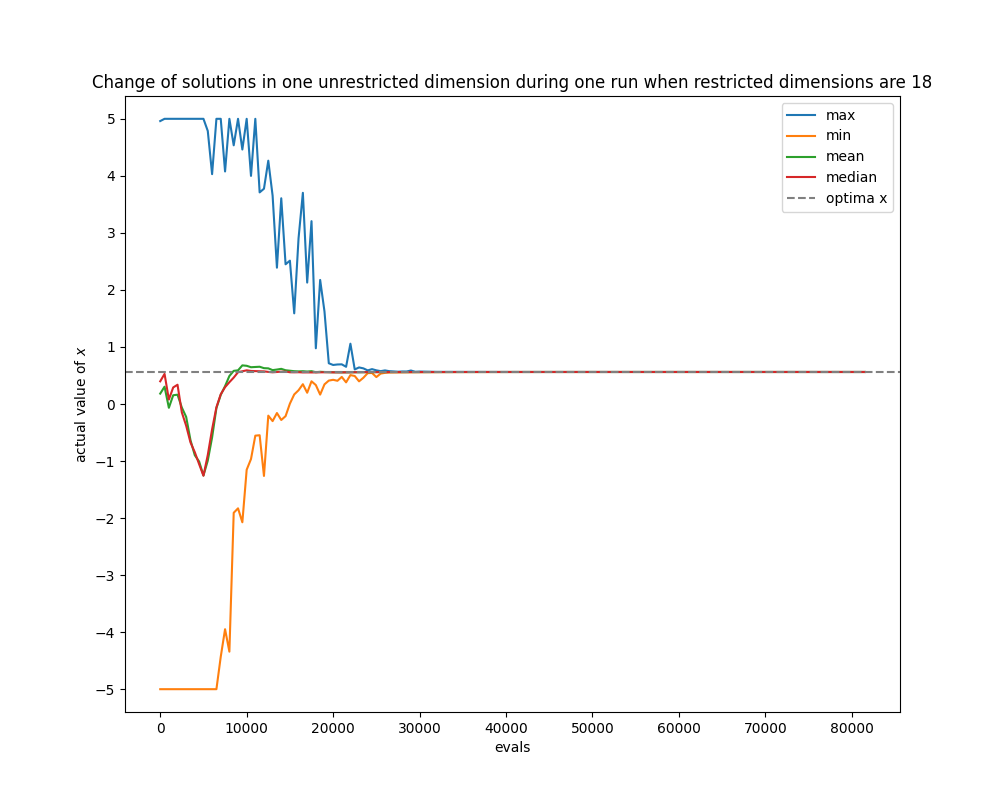 Change of solutions in one unrestricted dimension during one run when restricted dimensions are 18
max
min
mean
median
optima x
5
4
3
2
1
0
−1
−2
−3
−4
−5
actual value of x
0 10000 20000 30000 40000 50000 60000 70000 80000
evals